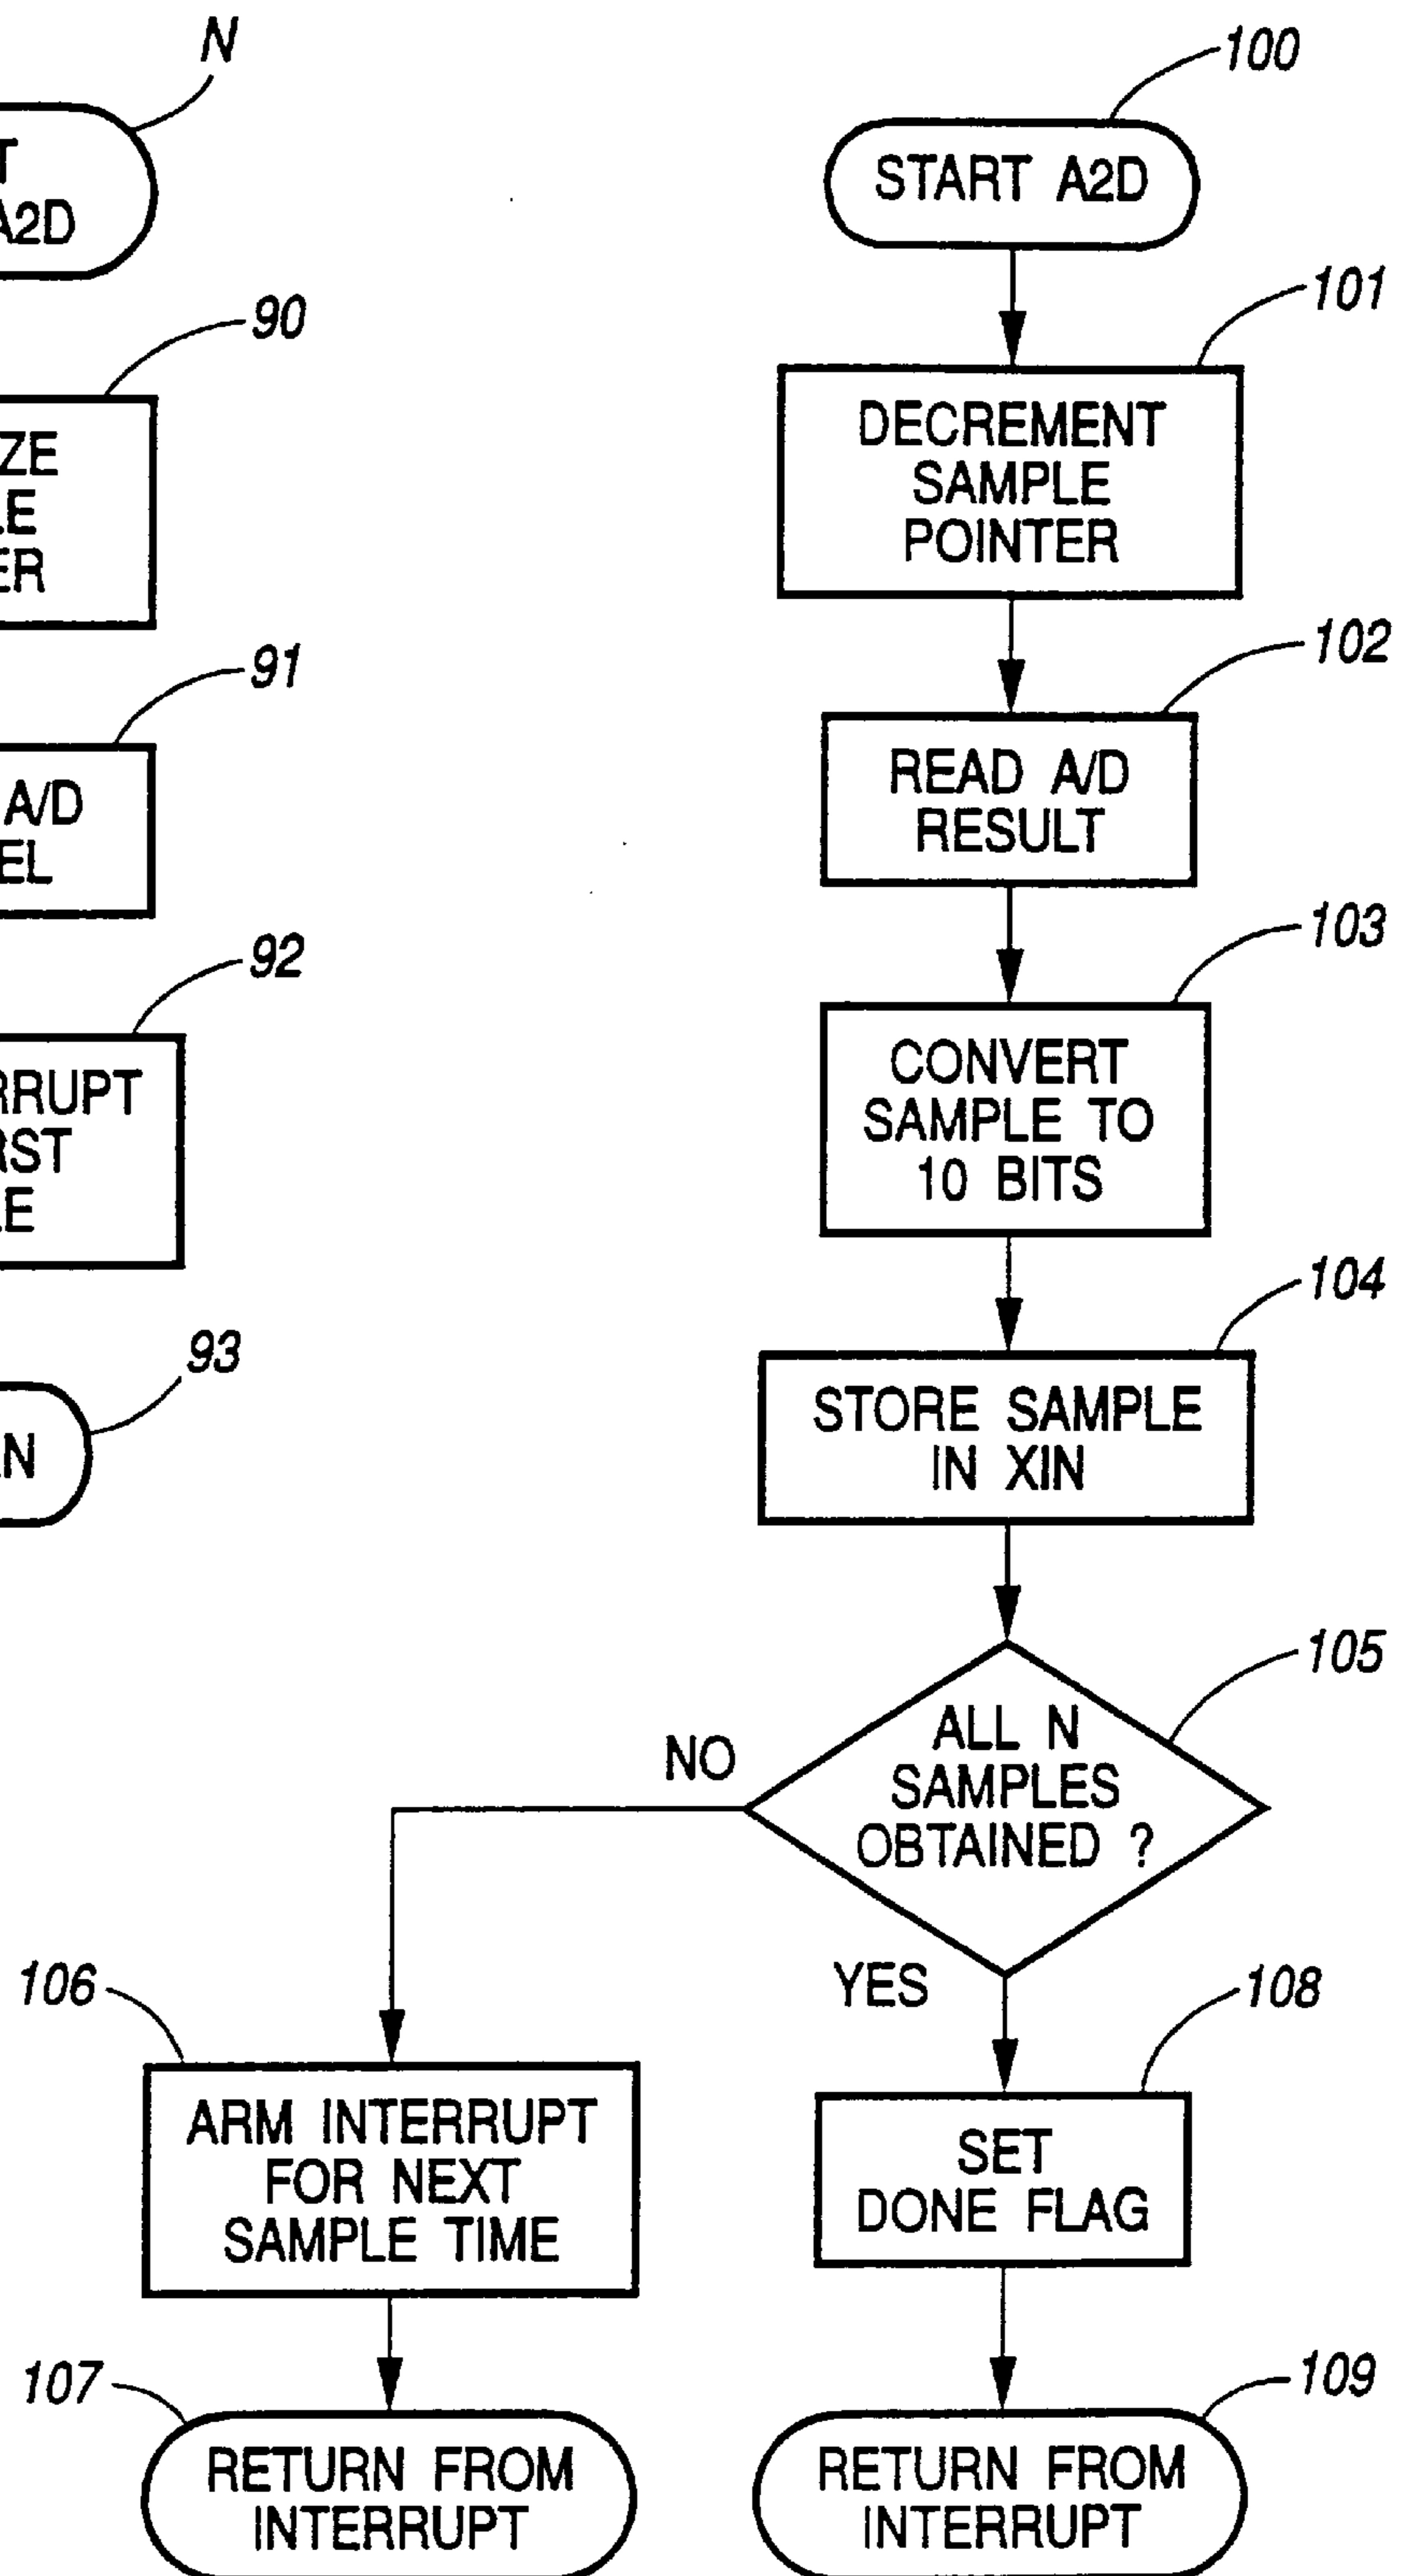 N
A2D
90
91
A/D
92
93
100
START A2D
101
DECREMENT
SAMPLE
POINTER
102
READ A/D
RESULT
103
CONVERT
SAMPLE TO
10 BITS
104
STORE SAMPLE
IN XIN
105
ALL N
SAMPLES
OBTAINED ?
NO
YES
106
ARM INTERRUPT
FOR NEXT
SAMPLE TIME
107
RETURN FROM
INTERRUPT
108
SET
DONE FLAG
109
RETURN FROM
INTERRUPT